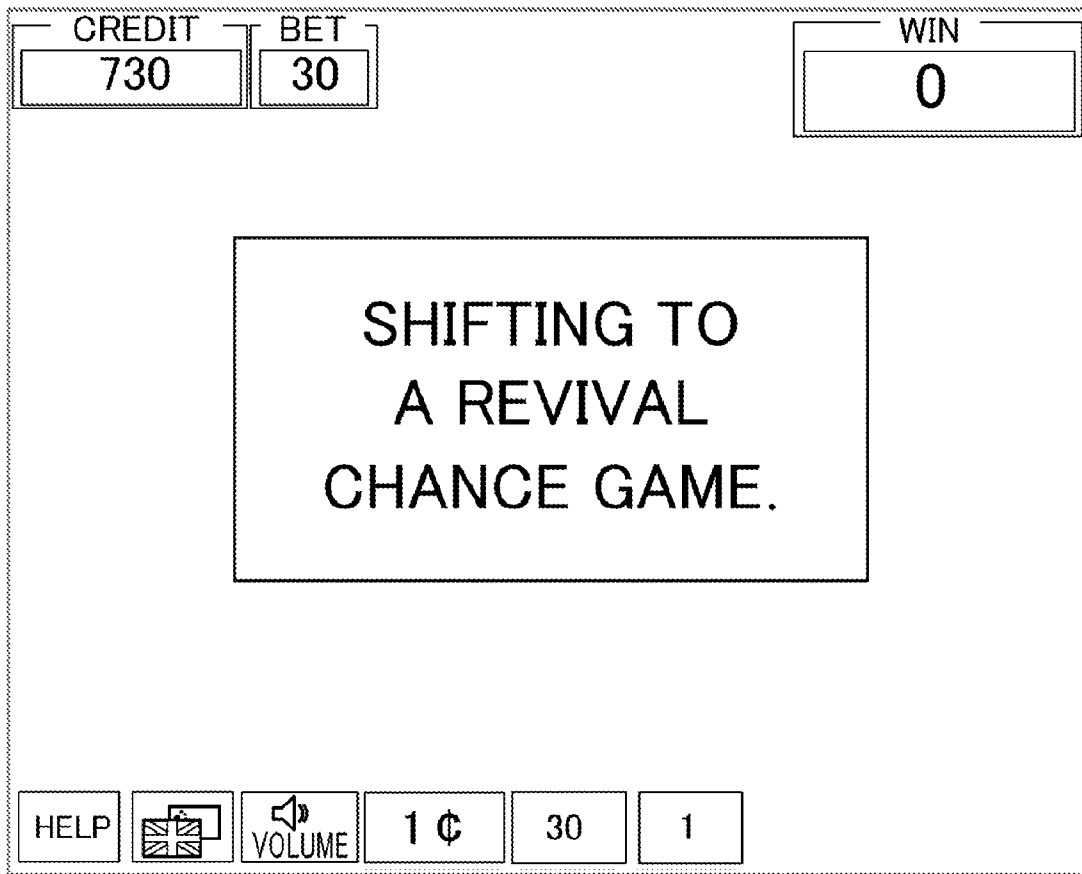 CREDIT
730
BET
30
WIN
0
SHIFTING TO
A REVIVAL
CHANCE GAME.
HELP
VOLUME
1 ¢
30
1